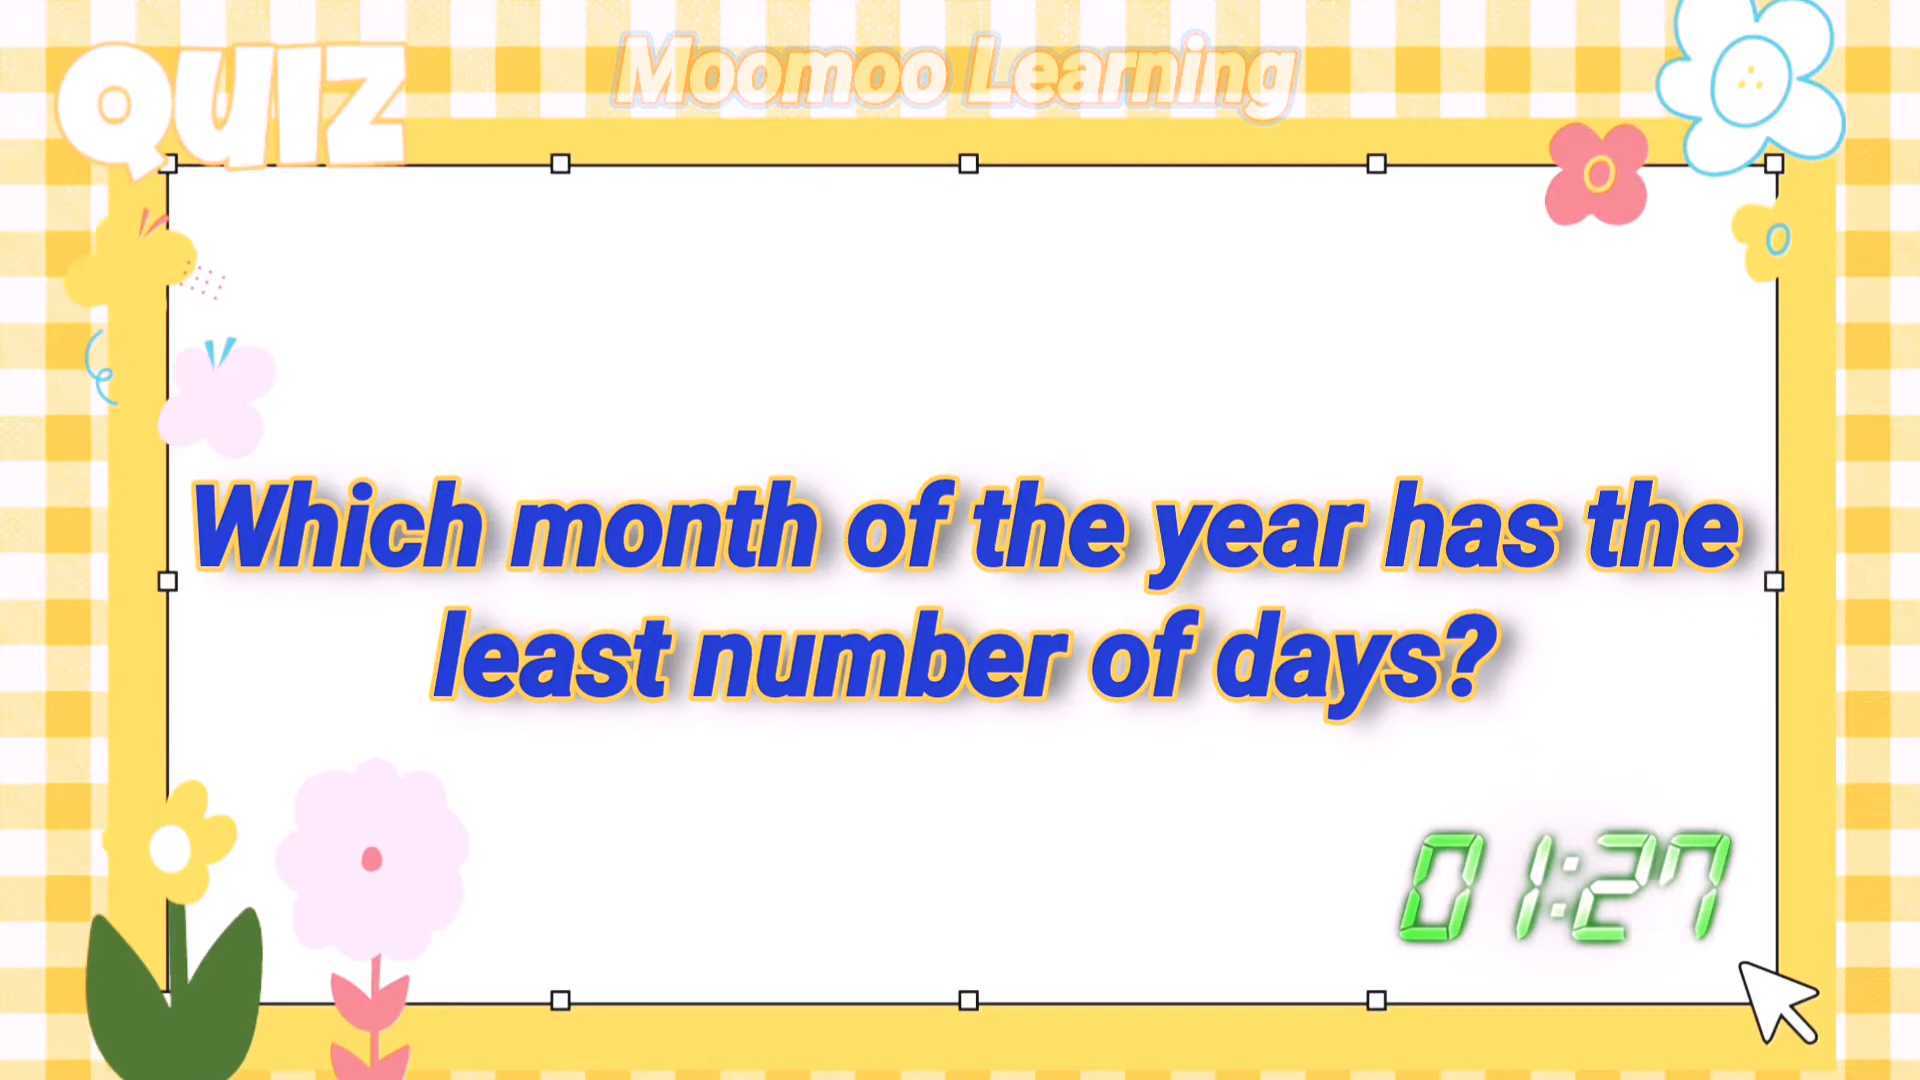 QUIZ
Moomoo Learning
Which month of the year has the
least number of days?
01:27